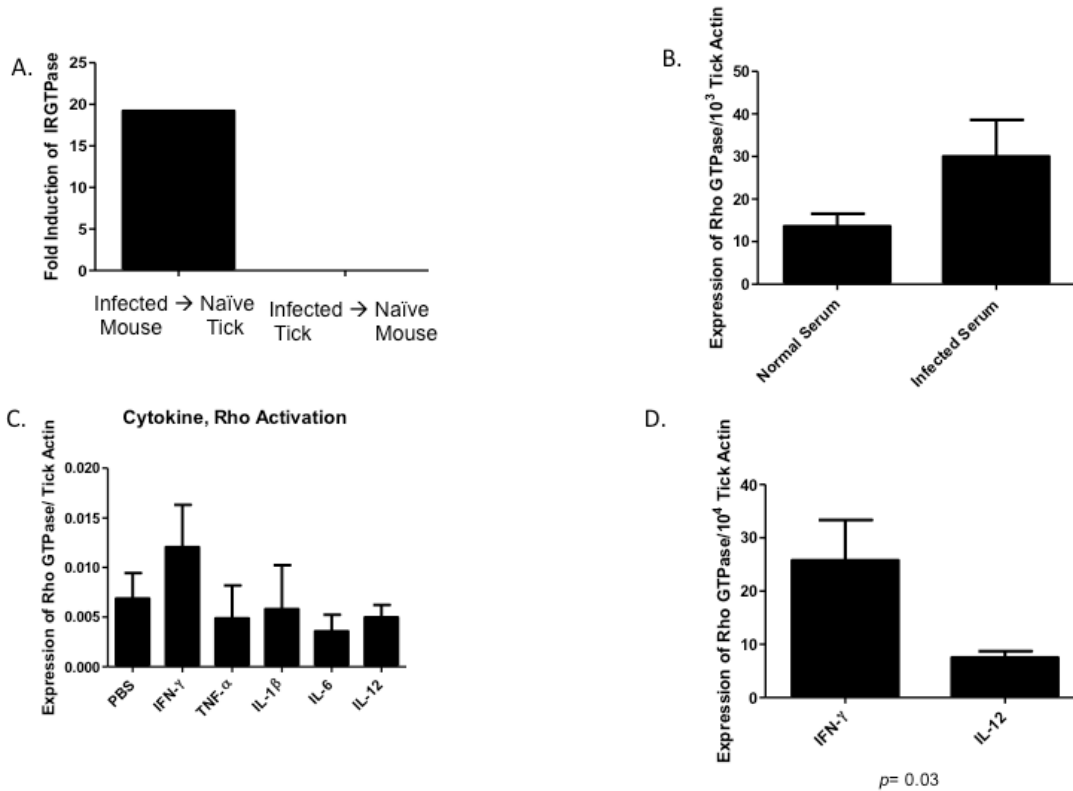 A.
Fold Induction of IRGTPase
25
20
15
10
5
0
Infected → Naïve
Mouse Tick
Infected → Naïve
Tick Mouse
B.
Expression of Rho GTPase/10³ Tick Actin
50
40
30
20
10
0
Normal Serum
Infected Serum
C.
Cytokine, Rho Activation
Expression of Rho GTPase/ Tick Actin
0.020
0.015
0.010
0.005
0.000
PBS
IFN-γ
TNF-α
IL-1β
IL-6
IL-12
D.
Expression of Rho GTPase/10⁴ Tick Actin
40
30
20
10
0
IFN-γ
IL-12
p= 0.03